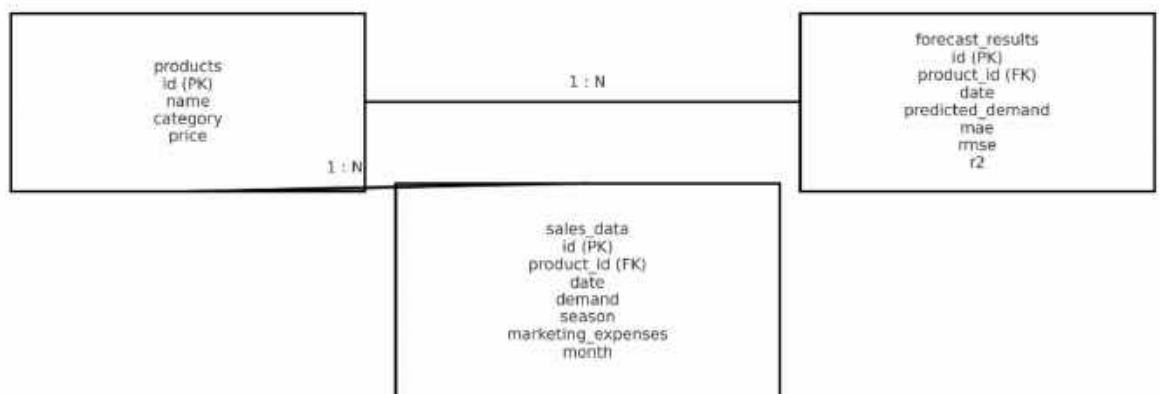 products
id (PK)
name
category
price
1 : N
forecast_results
id (PK)
product_id (FK)
date
predicted_demand
mae
rmse
r2
1 : N
sales_data
id (PK)
product_id (FK)
date
demand
season
marketing_expenses
month